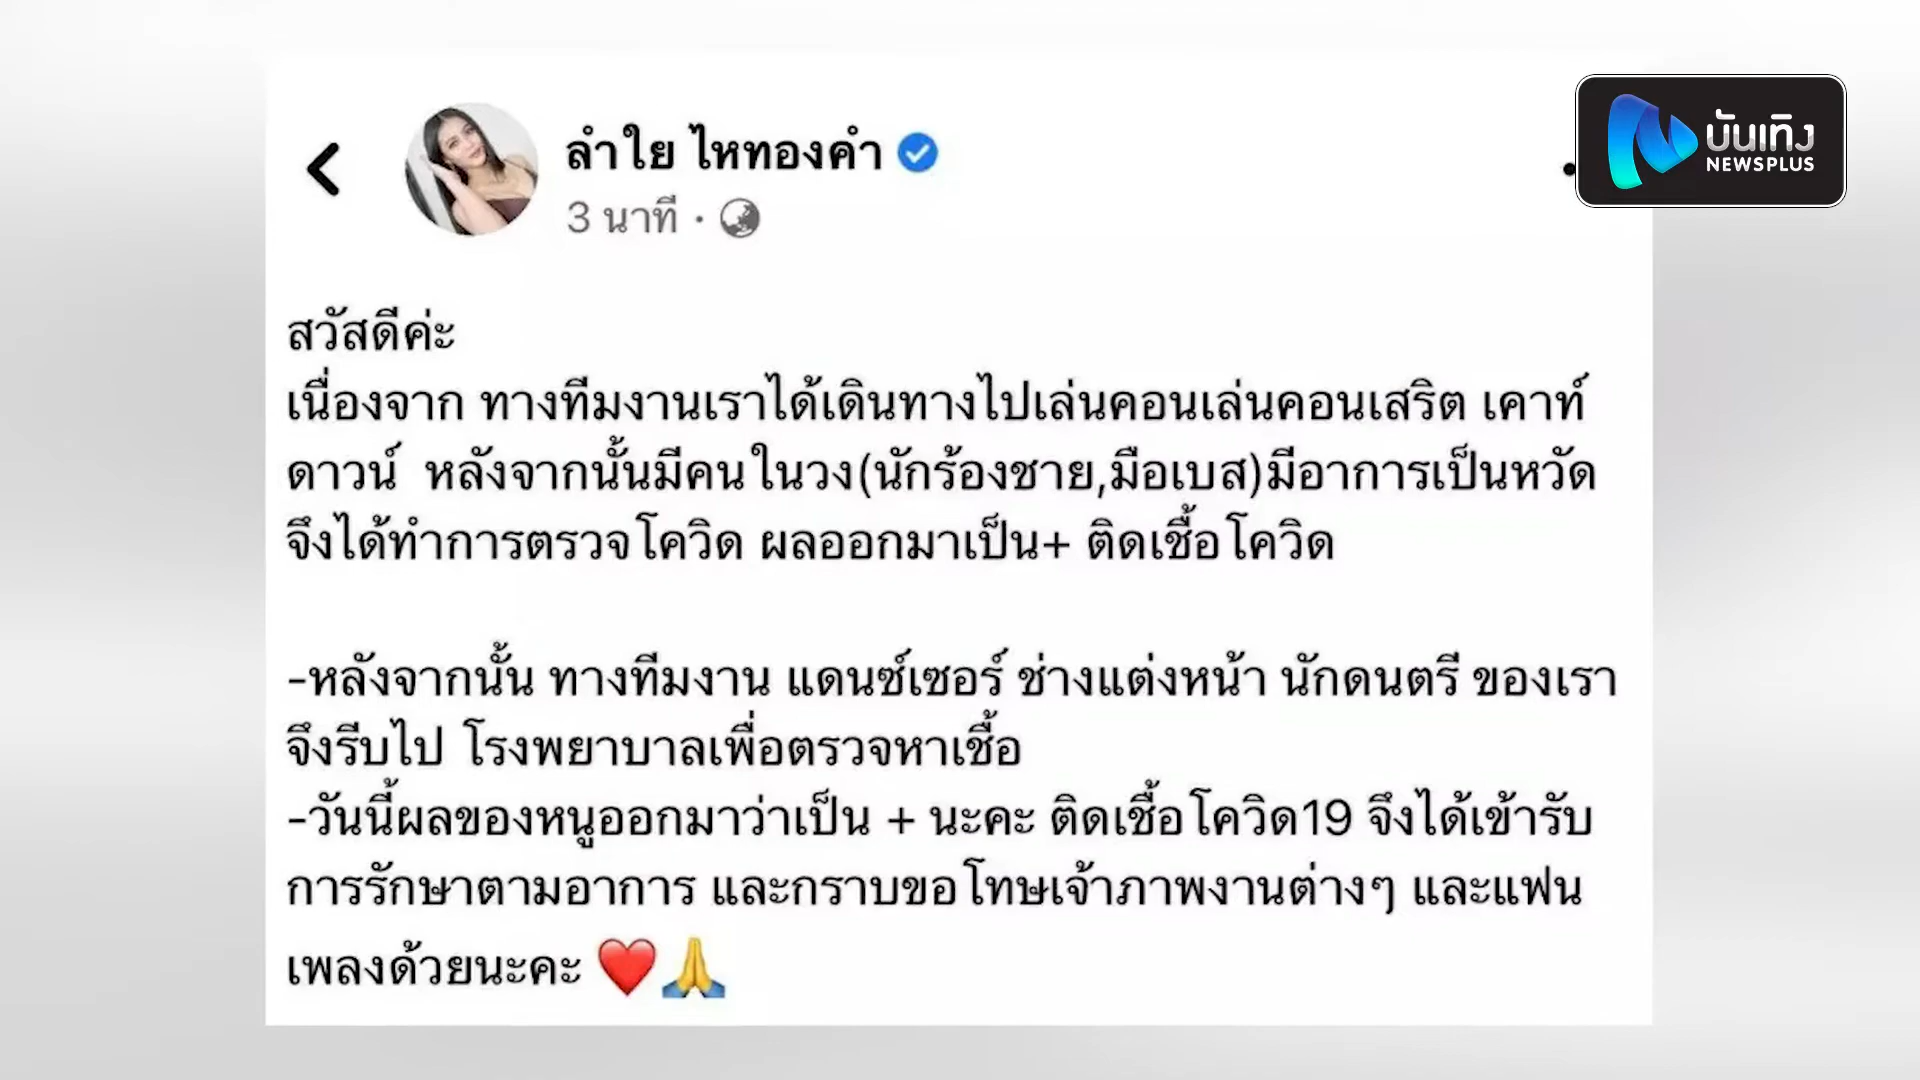 ลำไย ไหทองคำ
3 นาที ·
บันเทิง
NEWSPLUS
สวัสดีค่ะ
เนื่องจาก ทางทีมงานเราได้เดินทางไปเล่นคอนเล่นคอนเสริต เคาท์
ดาวน์ หลังจากนั้นมีคนในวง(นักร้องชาย,มือเบส)มีอาการเป็นหวัด
จึงได้ทำการตรวจโควิด ผลออกมาเป็น+ ติดเชื้อโควิด
-หลังจากนั้น ทางทีมงาน แดนซ์เซอร์ ช่างแต่งหน้า นักดนตรี ของเรา
จึงรีบไป โรงพยาบาลเพื่อตรวจหาเชื้อ
-วันนี้ผลของหนูออกมาว่าเป็น + นะคะ ติดเชื้อโควิด19 จึงได้เข้ารับ
การรักษาตามอาการ และกราบขอโทษเจ้าภาพงานต่างๆ และแฟน
เพลงด้วยนะคะ ❤️🙏